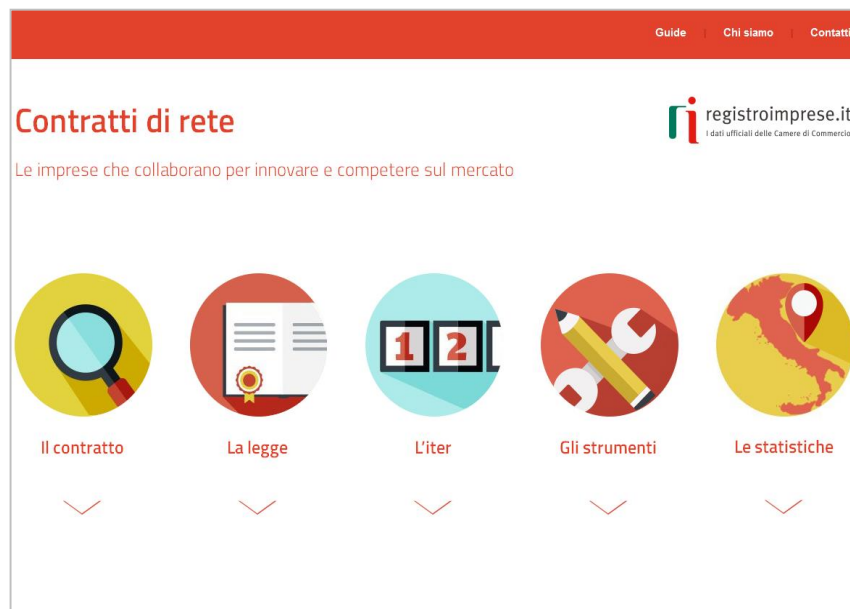 Guide | Chi siamo | Contatti
Contratti di rete
registroimprese.it
I dati ufficiali delle Camere di Commercio
Le imprese che collaborano per innovare e competere sul mercato
1 2
Il contratto
La legge
L'iter
Gli strumenti
Le statistiche